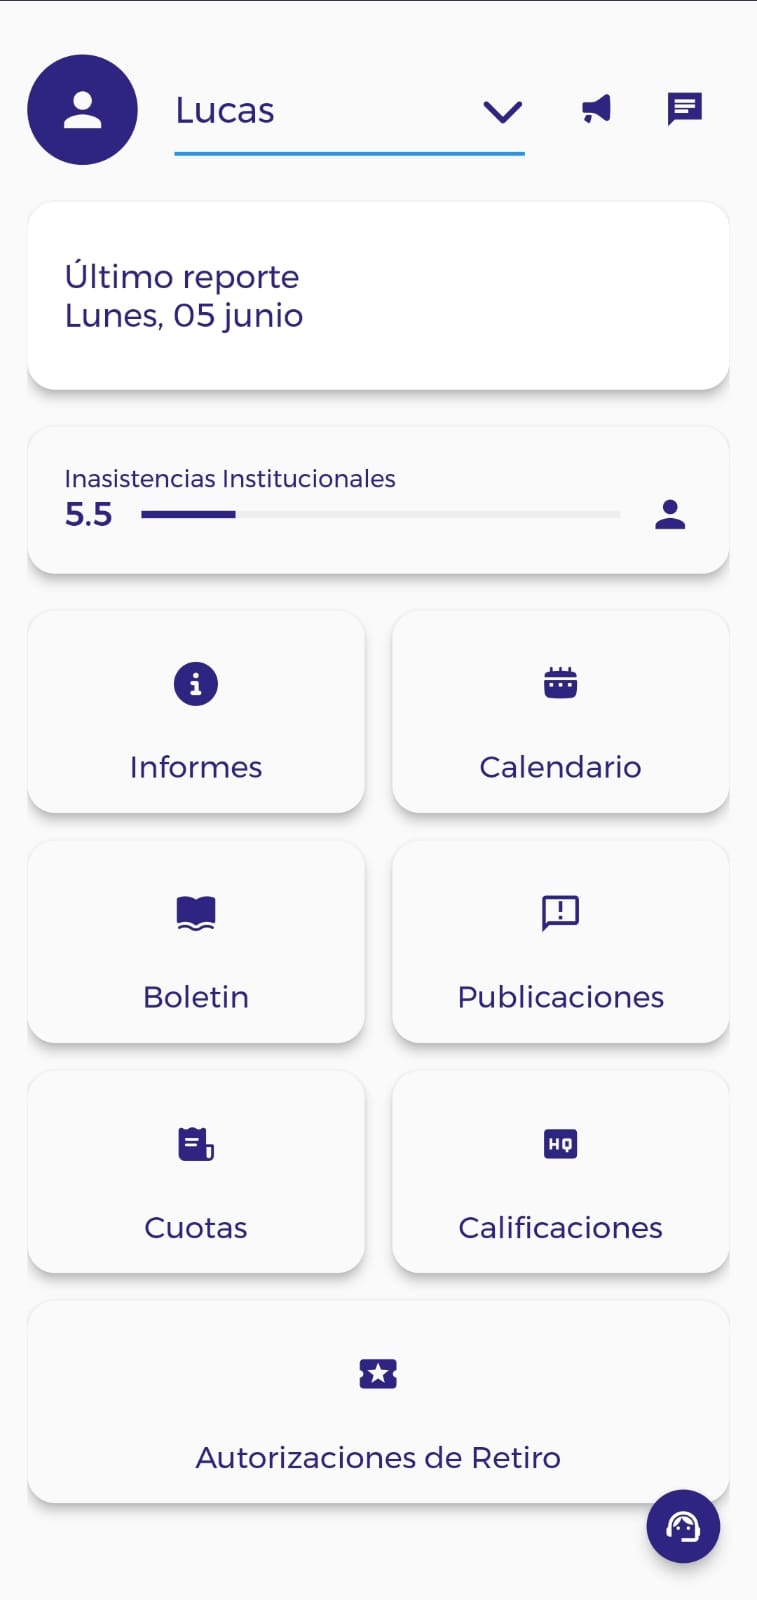 Lucas
Último reporte
Lunes, 05 junio
Inasistencias Institucionales
5.5
Informes
Calendario
Boletin
Publicaciones
Cuotas
HQ
Calificaciones
Autorizaciones de Retiro